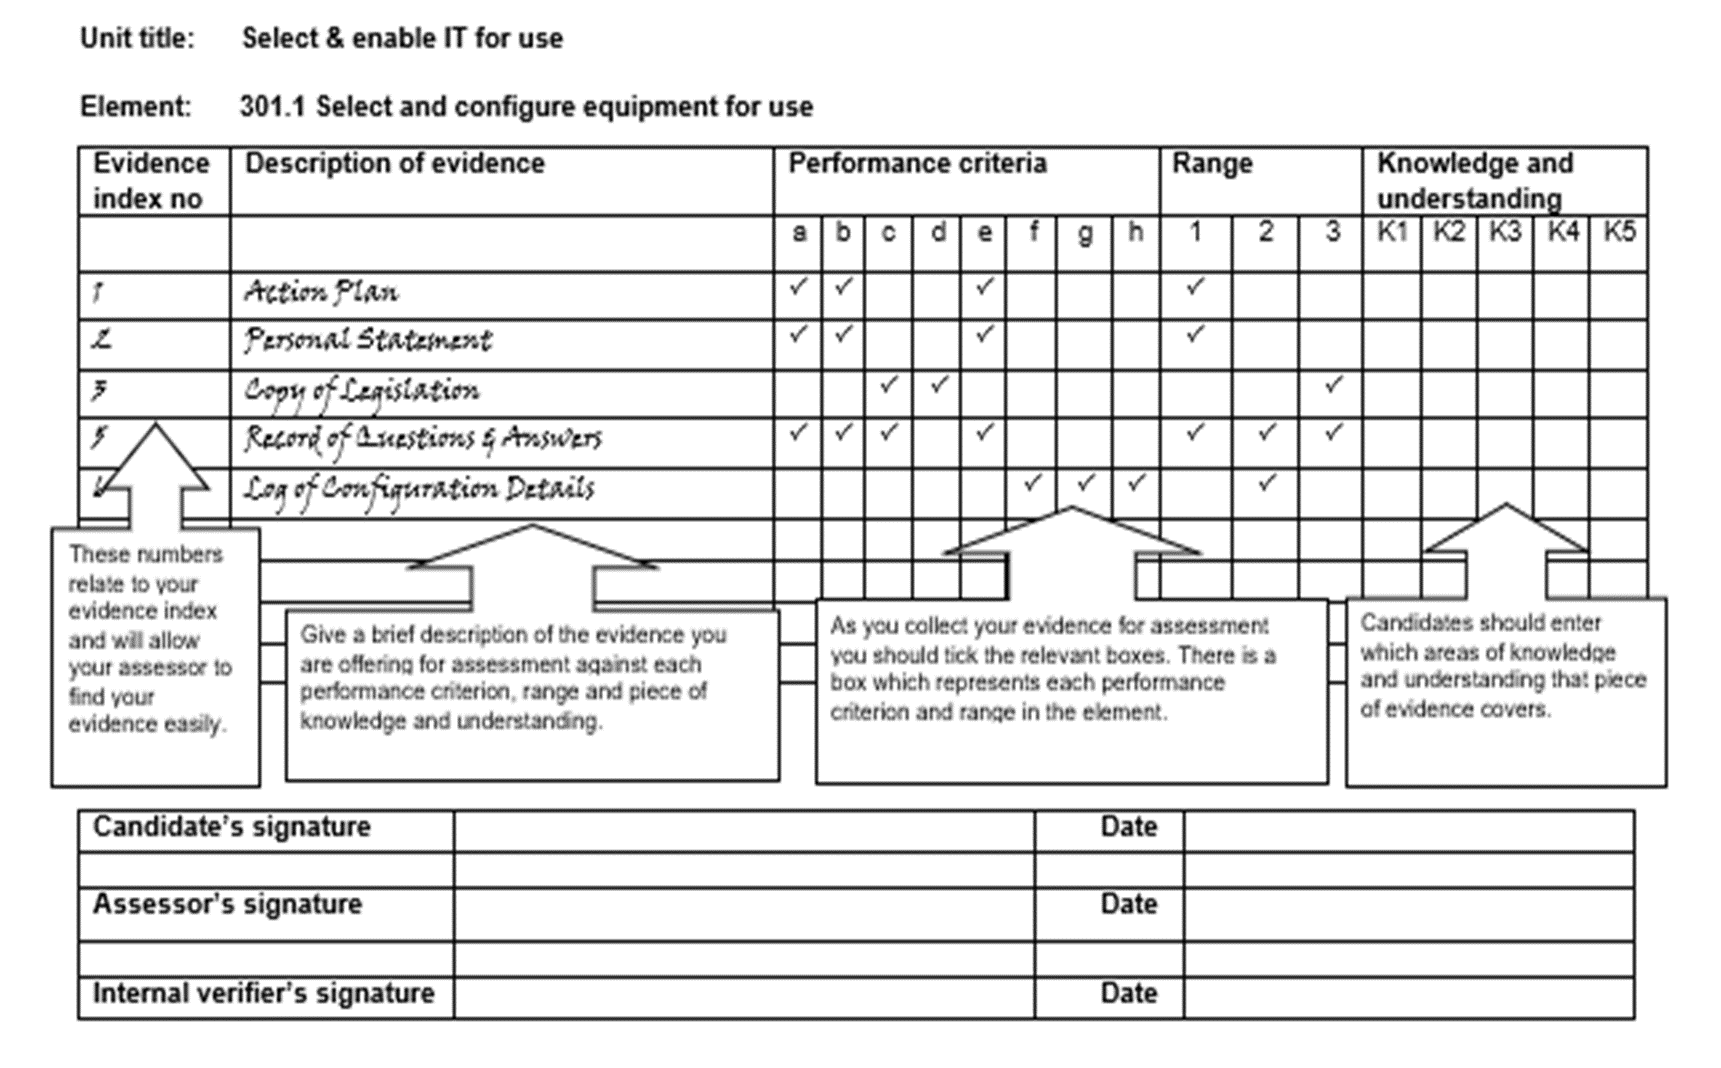 Unit title: Select & enable IT for use
Element: 301.1 Select and configure equipment for use
Evidence index no Description of evidence Performance criteria Range Knowledge and understanding
a b c d e f g h 1 2 3 K1 K2 K3 K4 K5
1 Action Plan ✓ ✓ ✓ ✓
2 Personal Statement ✓ ✓ ✓ ✓
3 Copy of Legislation ✓ ✓ ✓
5 Record of Questions & Answers ✓ ✓ ✓ ✓ ✓ ✓ ✓
6 Log of Configuration Details ✓ ✓ ✓ ✓
These numbers
relate to your
evidence index
and will allow
your assessor to
find your
evidence easily.
Give a brief description of the evidence you
are offering for assessment against each
performance criterion, range and piece of
knowledge and understanding.
As you collect your evidence for assessment
you should tick the relevant boxes. There is a
box which represents each performance
criterion and range in the element.
Candidates should enter
which areas of knowledge
and understanding that piece
of evidence covers.
Candidate's signature Date
Assessor's signature Date
Internal verifier's signature Date